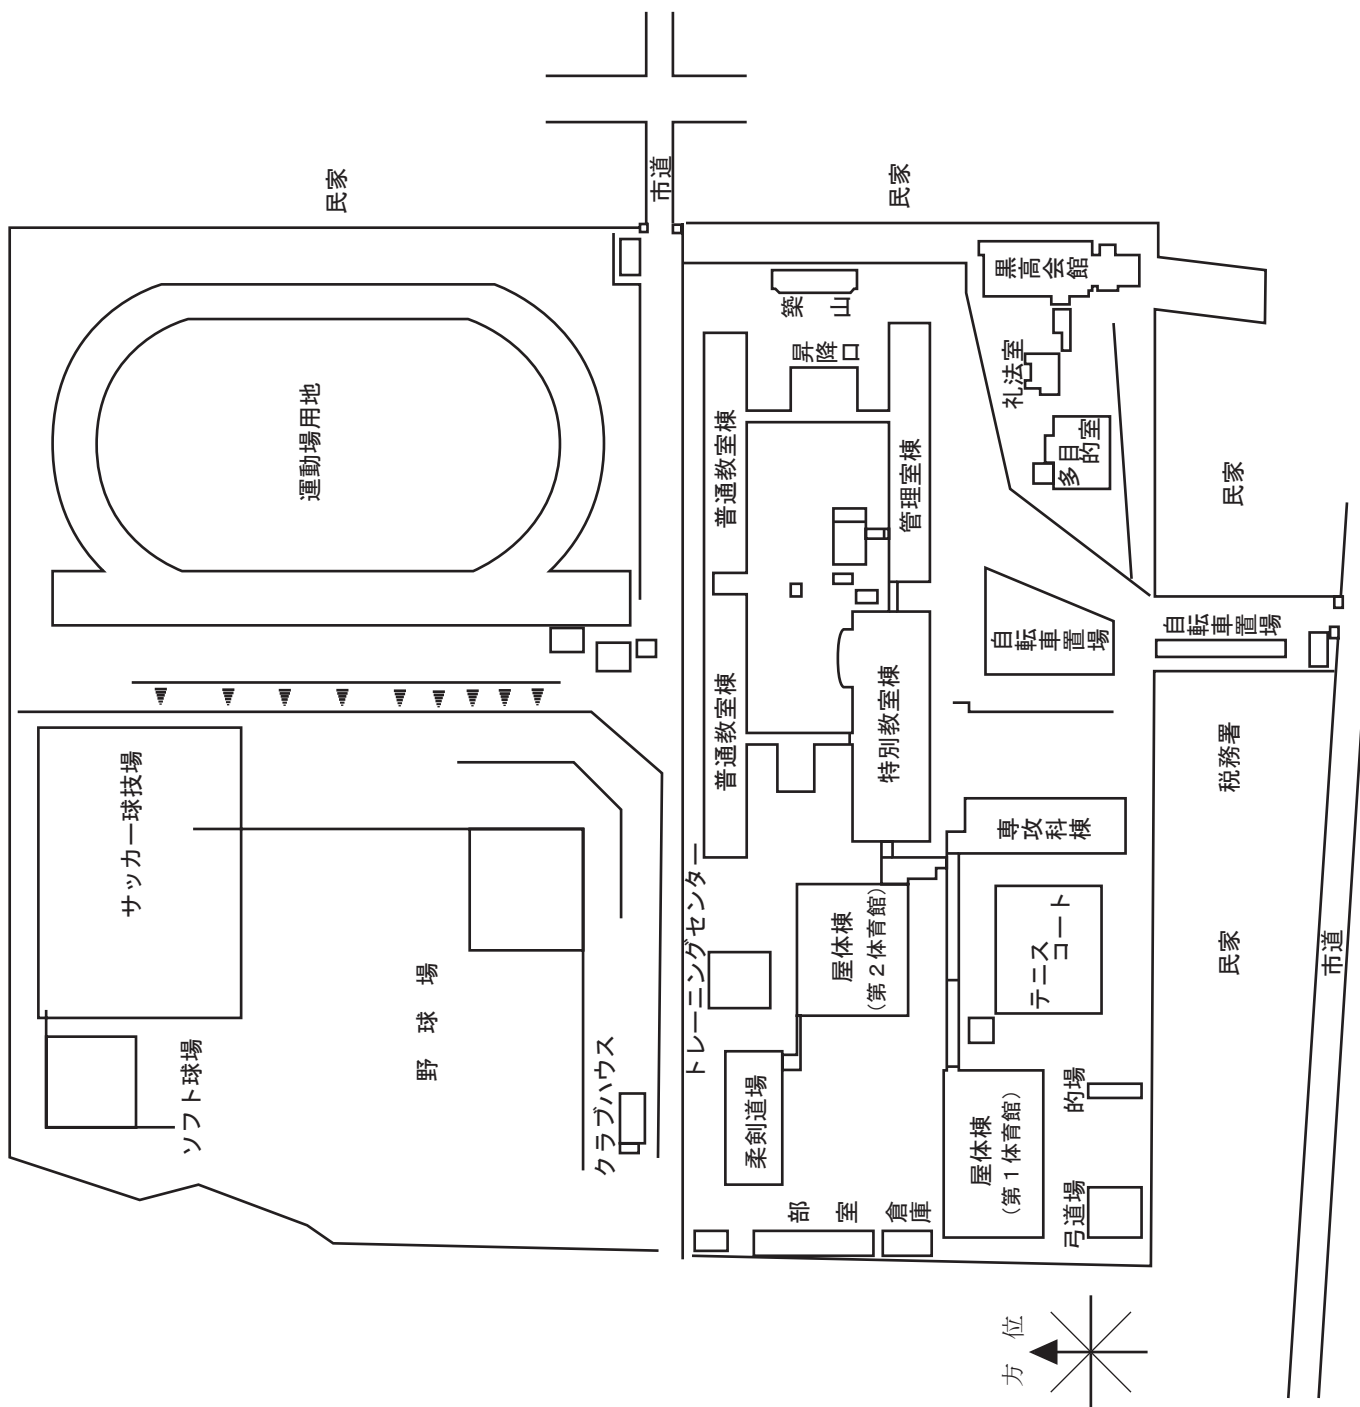 民家
市道
民家
運動場用地
築山
昇降口
黒高会館
礼法室
多目的室
普通教室棟
管理室棟
民家
自転車置場
自転車置場
普通教室棟
特別教室棟
税務署
サッカー球技場
専攻科棟
トレーニングセンター
屋体棟
（第２体育館）
テニス
コート
民家
市道
野球場
ソフト球場
クラブハウス
柔剣道場
屋体棟
（第１体育館）
的場
弓道場
部室
倉庫
方位